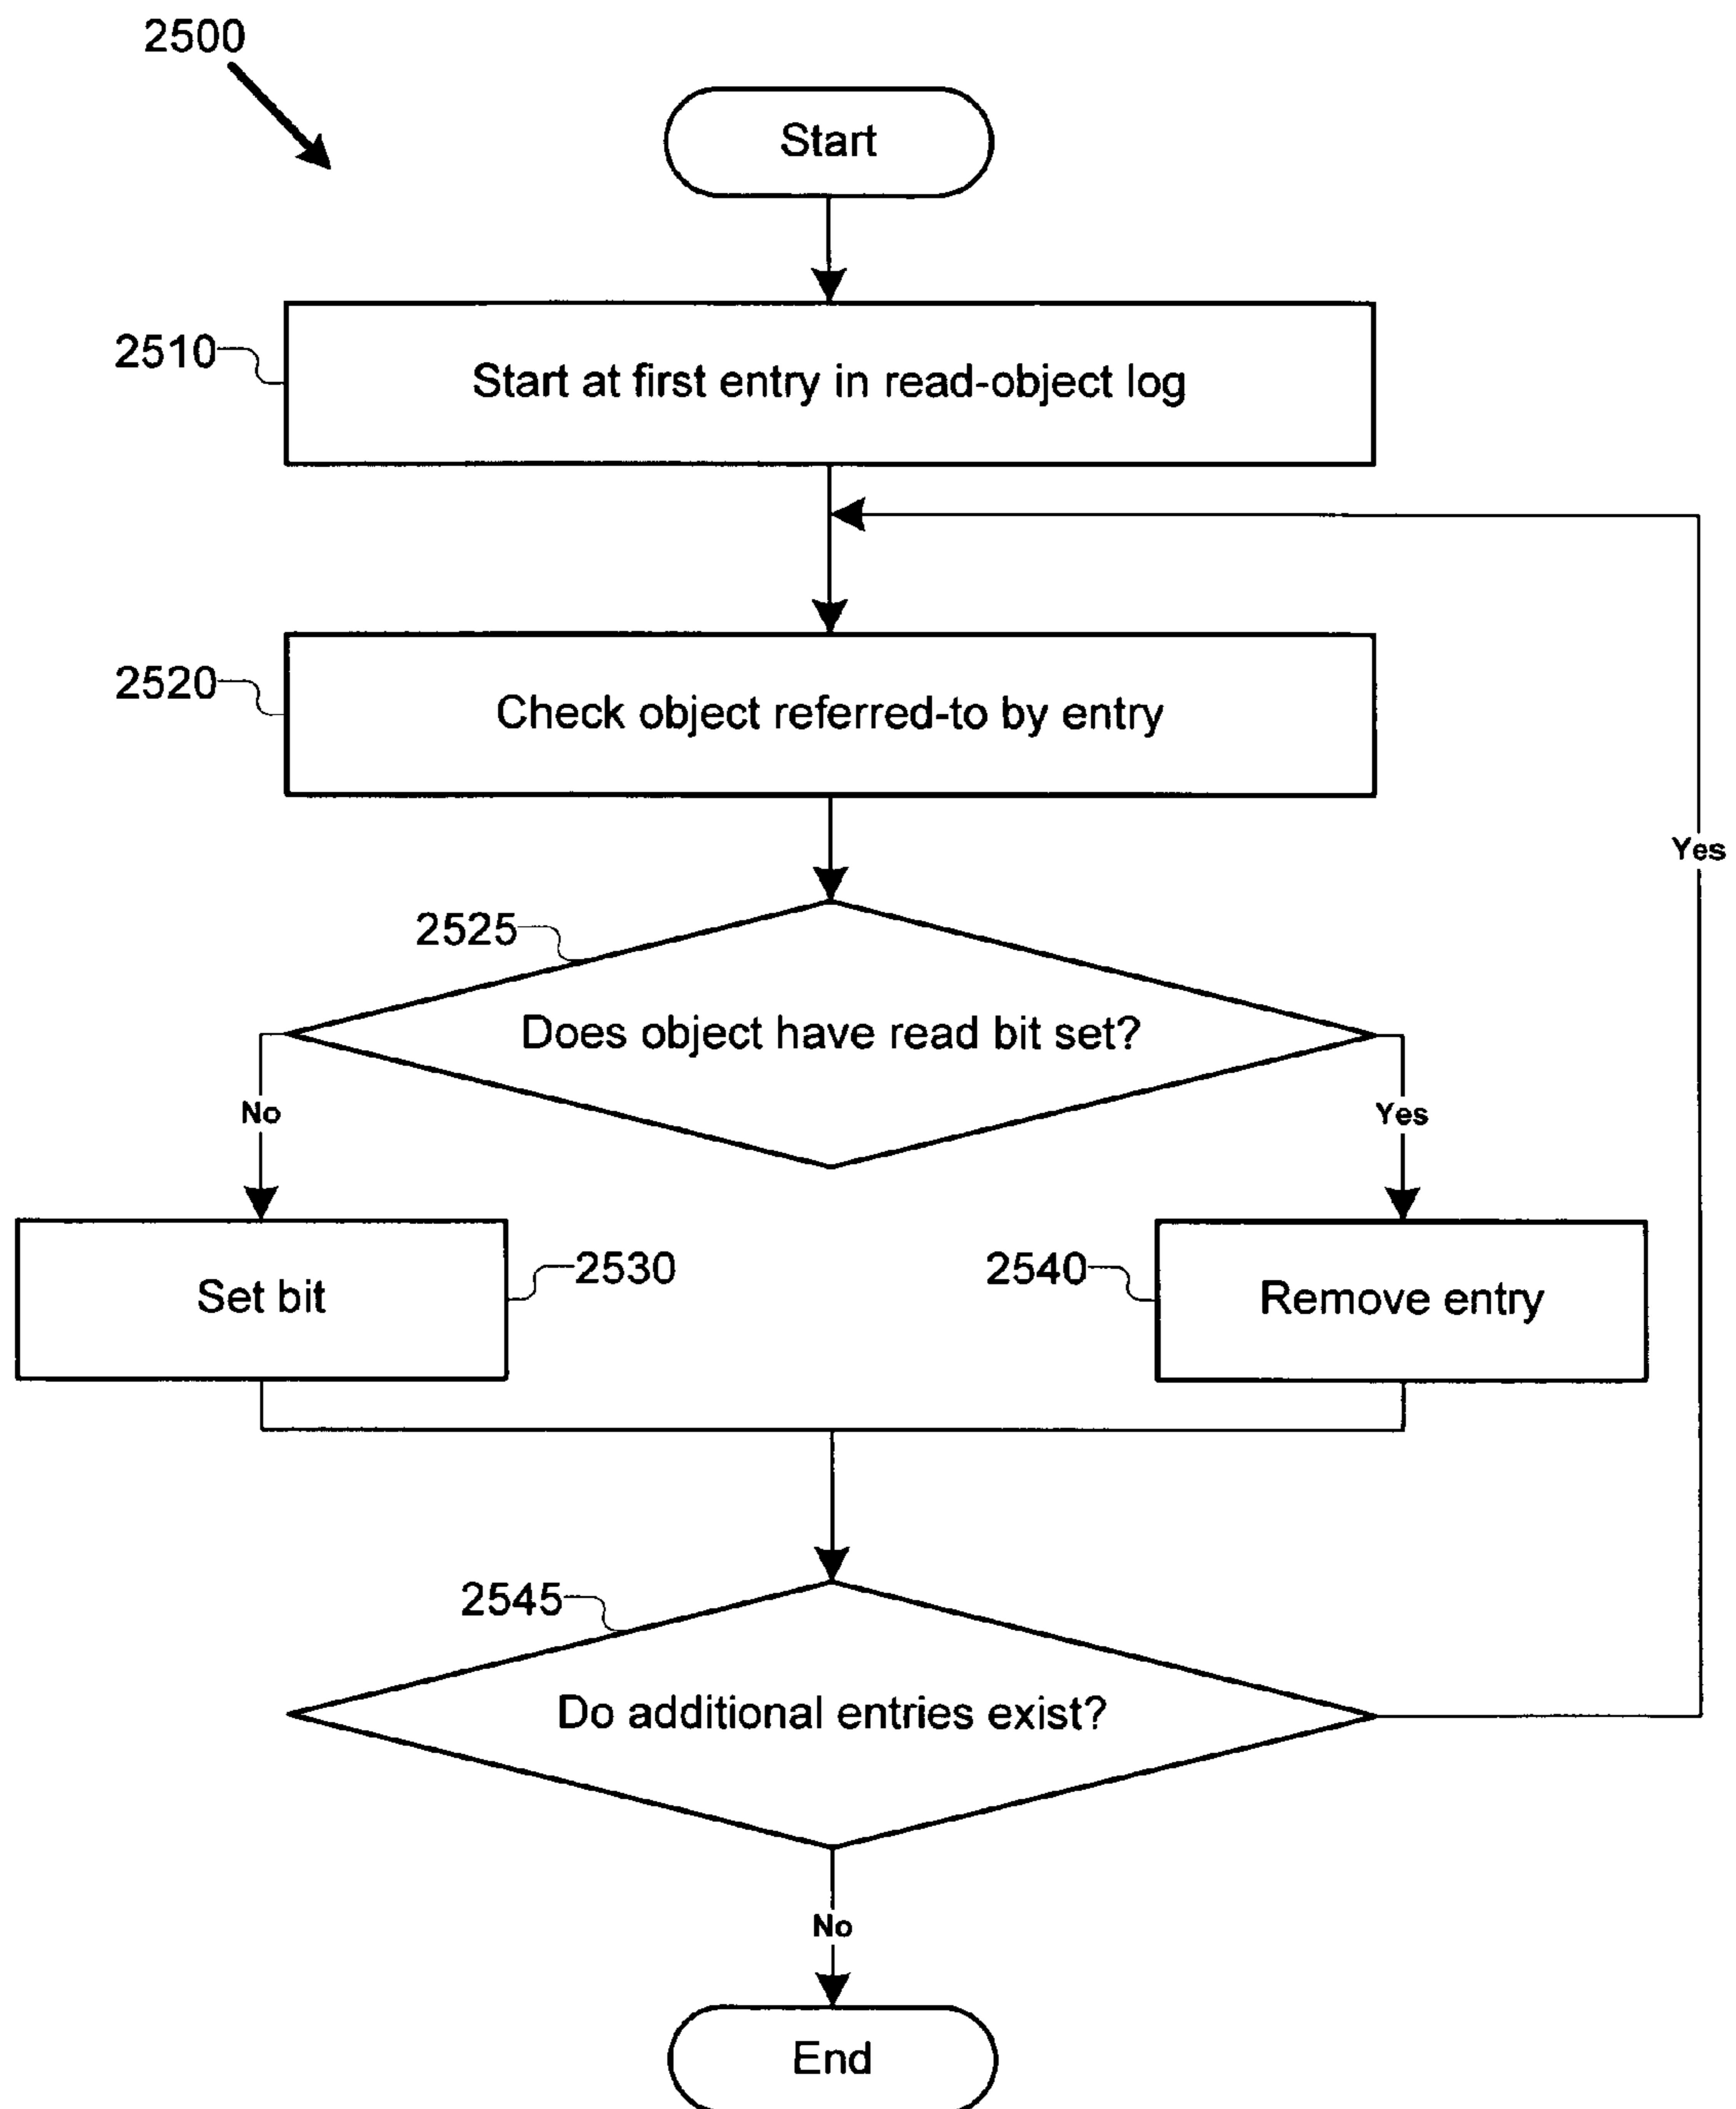 2500
Start
2510
Start at first entry in read-object log
2520
Check object referred-to by entry
Yes
2525
Does object have read bit set?
No
Yes
Set bit
2530
2540
Remove entry
2545
Do additional entries exist?
No
End